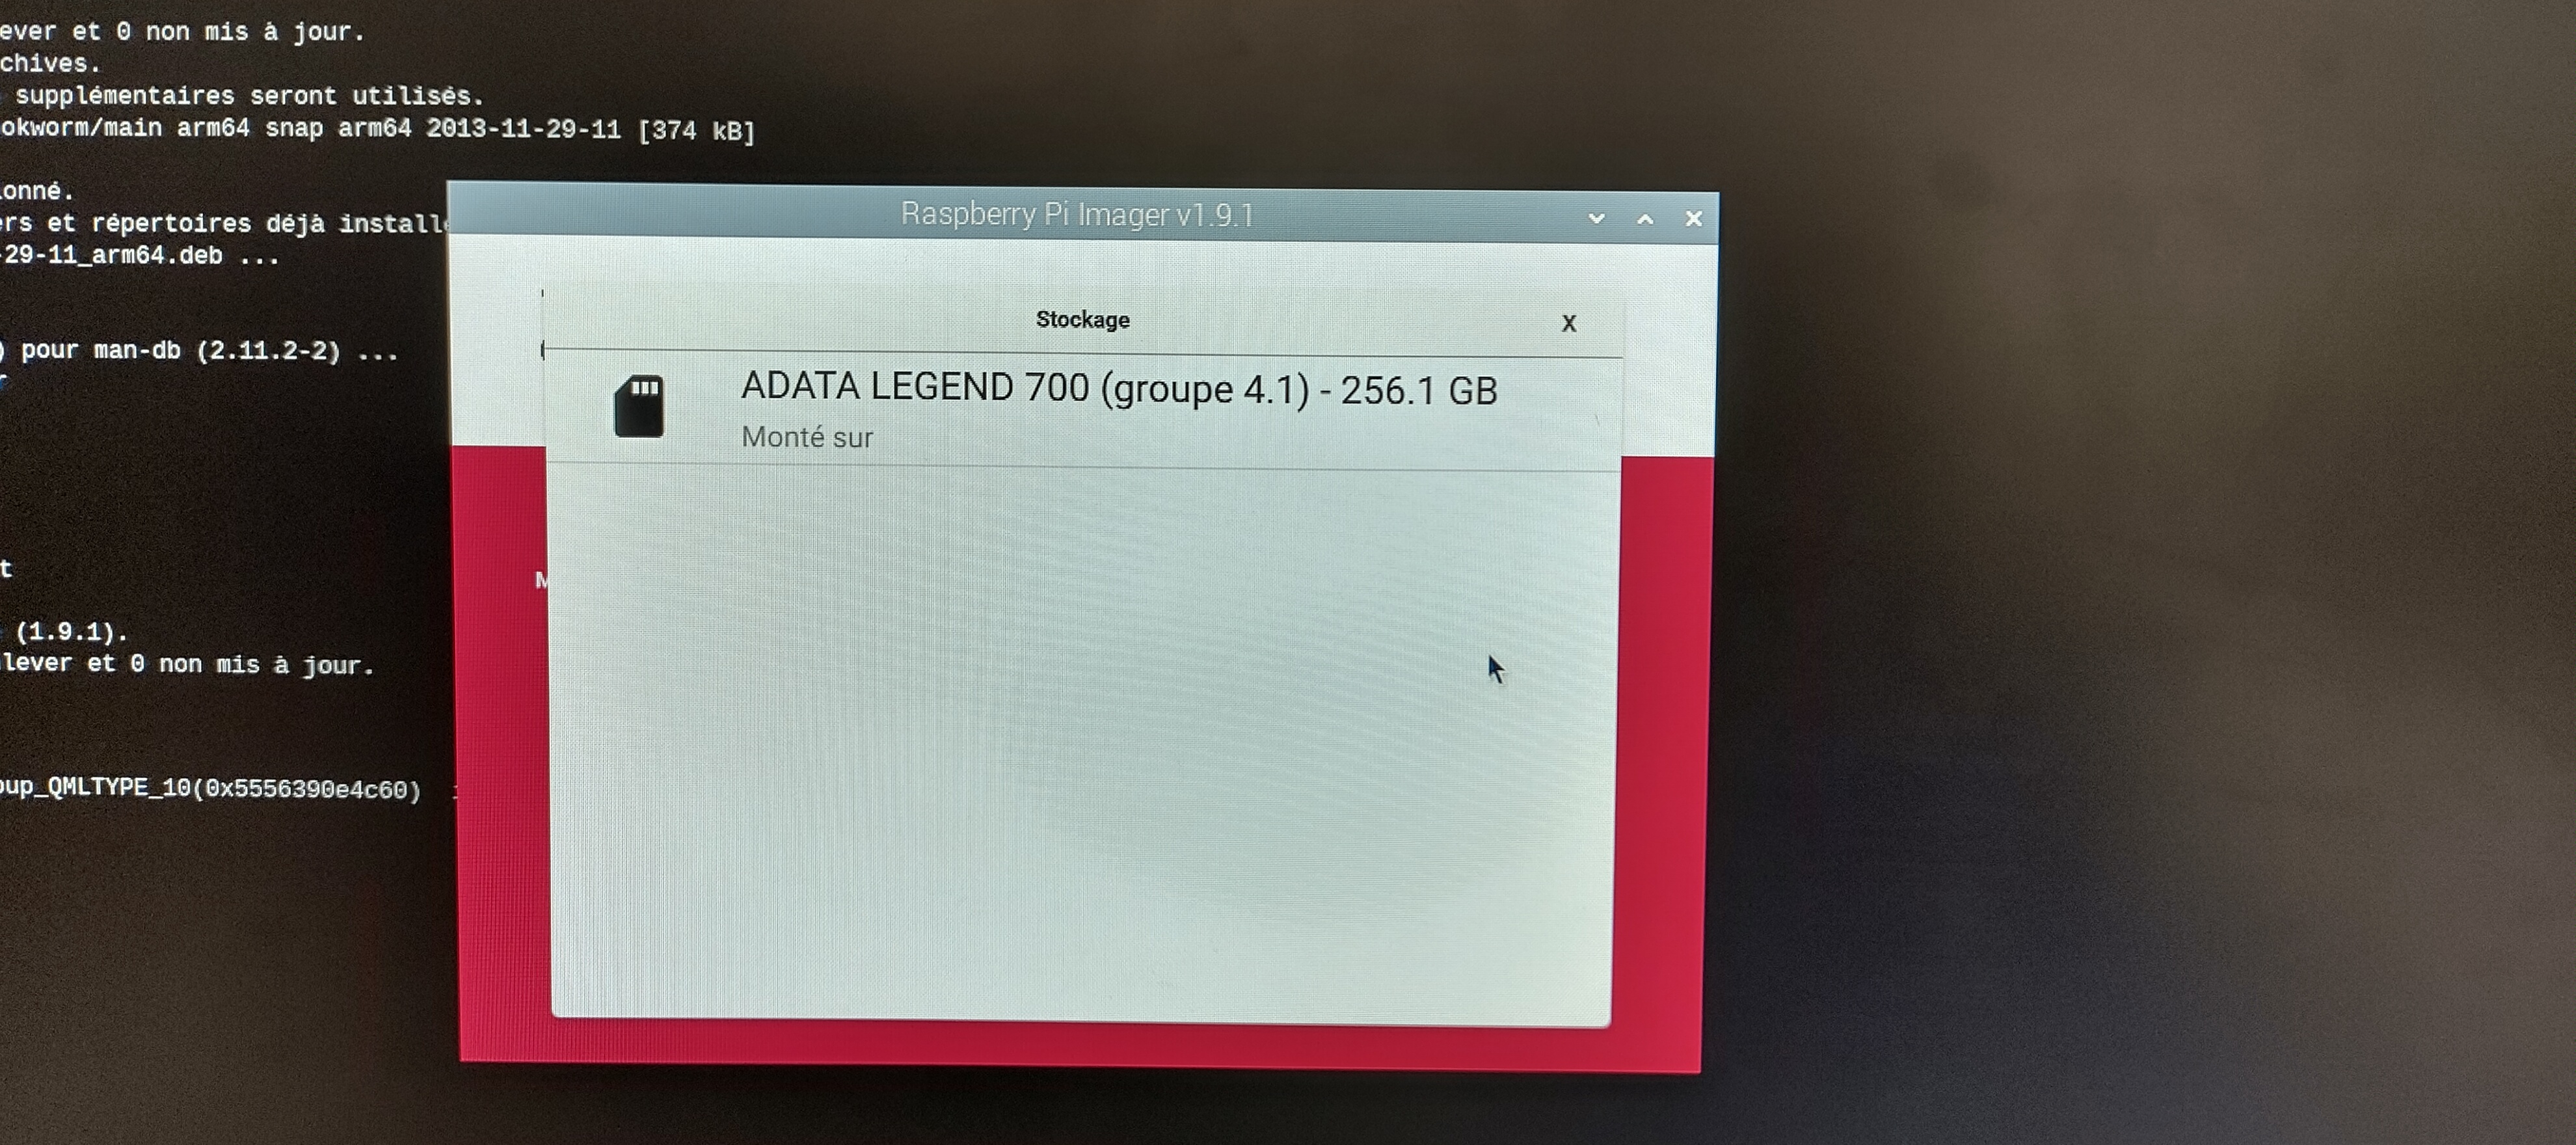 ever et 0 non mis à jour.
chives.
supplémentaires seront utilisés.
okworm/main arm64 snap arm64 2013-11-29-11 [374 kB]
onné.
ers et répertoires déjà install
-29-11_arm64.deb ...
) pour man-db (2.11.2-2) ...
r
t
(1.9.1).
lever et 0 non mis à jour.
oup_QMLTYPE_10(0x5556390e4c60)
Raspberry Pi Imager v1.9.1
Stockage X
ADATA LEGEND 700 (groupe 4.1) - 256.1 GB
Monté sur
M